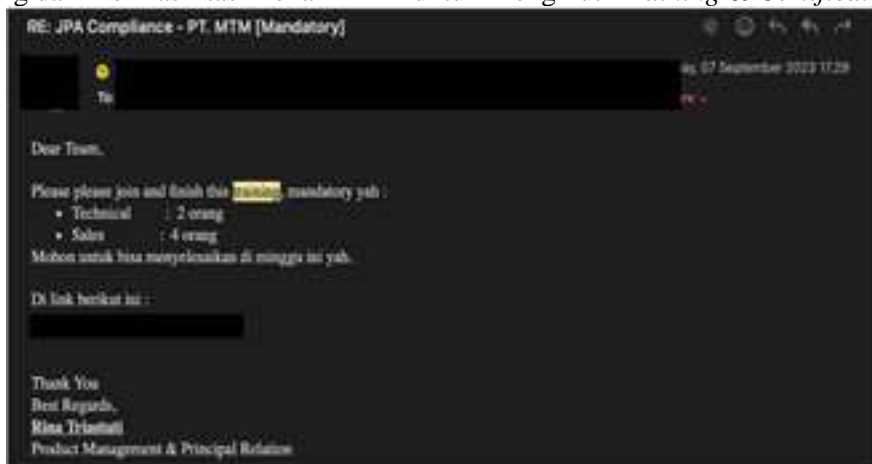 RE: JPA Compliance - PT. MTM [Mandatory]
07 September 2023 17.29
To
Dear Team,
Please please join and finish this training, mandatory yah :
• Technical : 2 orang
• Sales : 4 orang
Mohon untuk bisa menyelesaikan di minggu ini yah.
Di link berikut ini :
Thank You
Best Regards,
Rina Triastuti
Product Management & Principal Relation